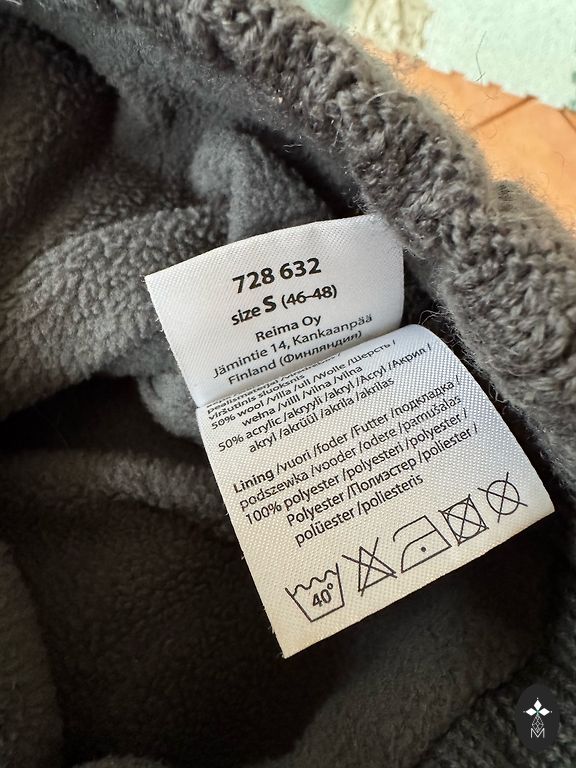 728 632
size S (46-48)
Reima Oy
Jämintie 14, Kankaanpää
Finland (Финляндия)
viršutinis sluoksnis
50% wool /villa /ull /Wolle /Шерсть /
wełna /vill /vilna /vilna
50% acrylic /akryyli /akryl /Acryl /Акрил /
akryl /akrüül /akrila /akrilas
Lining /vuori /foder /Futter /подкладка /
podszewka /vooder /odere /pamušalas
100% polyester /polyesteri /polyester /
Polyester /Полиэстер /poliester /
polüester /poliesteris
40°
M